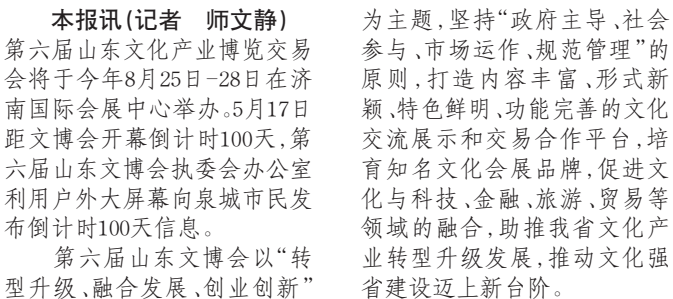 本报讯(记者　师文静)
第六届山东文化产业博览交易
会将于今年8月25日-28日在济
南国际会展中心举办。5月17日
距文博会开幕倒计时100天,第
六届山东文博会执委会办公室
利用户外大屏幕向泉城市民发
布倒计时100天信息。
第六届山东文博会以“转
型升级、融合发展、创业创新”
为主题,坚持“政府主导、社会
参与、市场运作、规范管理”的
原则,打造内容丰富、形式新
颖、特色鲜明、功能完善的文化
交流展示和交易合作平台,培
育知名文化会展品牌,促进文
化与科技、金融、旅游、贸易等
领域的融合,助推我省文化产
业转型升级发展,推动文化强
省建设迈上新台阶。